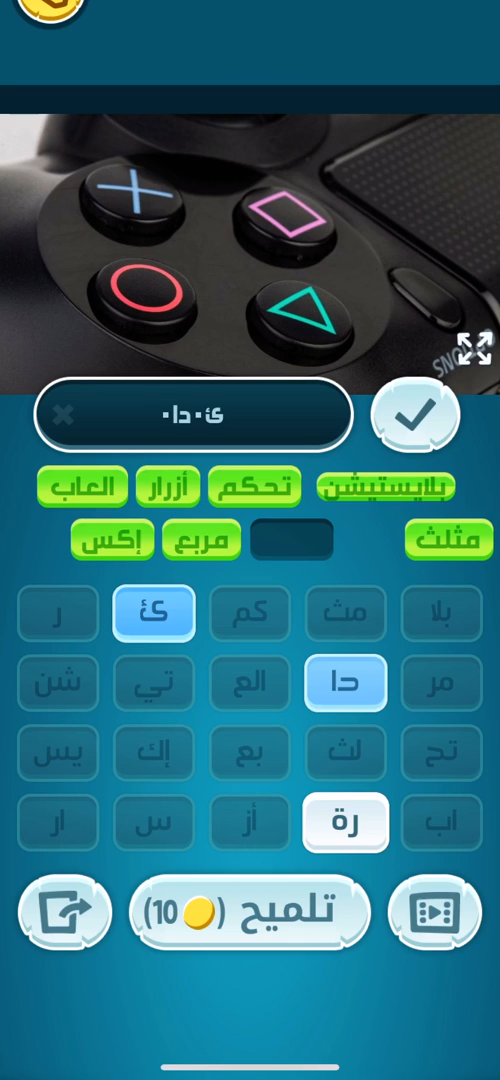 ئ·دا·
بلايستيشن تحكم أزرار العاب
مثلث مربع إكس
بلا مث كم ئ ر
مر دا الع تي شن
تح لث بع إك يس
اب رة أز س ار
تلميح (10)